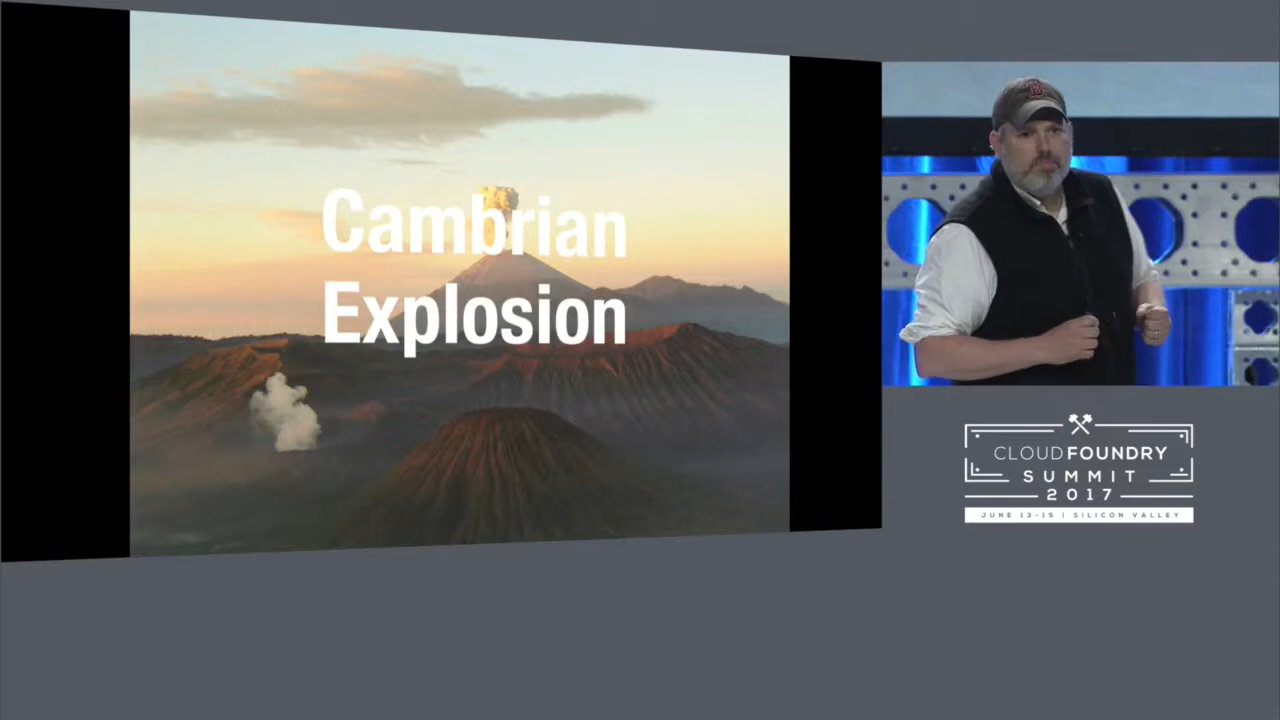 Cambrian
Explosion
B
CLOUD FOUNDRY
SUMMIT
2017
JUNE 13-15 | SILICON VALLEY